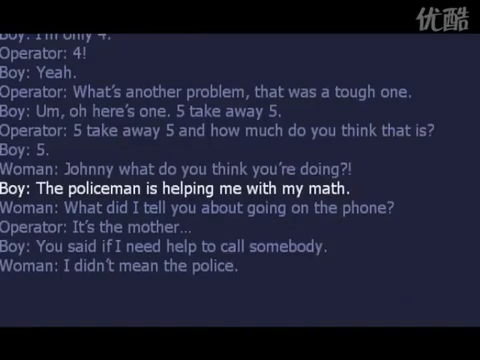 优酷
Boy: I'm only 4.
Operator: 4!
Boy: Yeah.
Operator: What's another problem, that was a tough one.
Boy: Um, oh here's one. 5 take away 5.
Operator: 5 take away 5 and how much do you think that is?
Boy: 5.
Woman: Johnny what do you think you're doing?!
Boy: The policeman is helping me with my math.
Woman: What did I tell you about going on the phone?
Operator: It's the mother...
Boy: You said if I need help to call somebody.
Woman: I didn't mean the police.